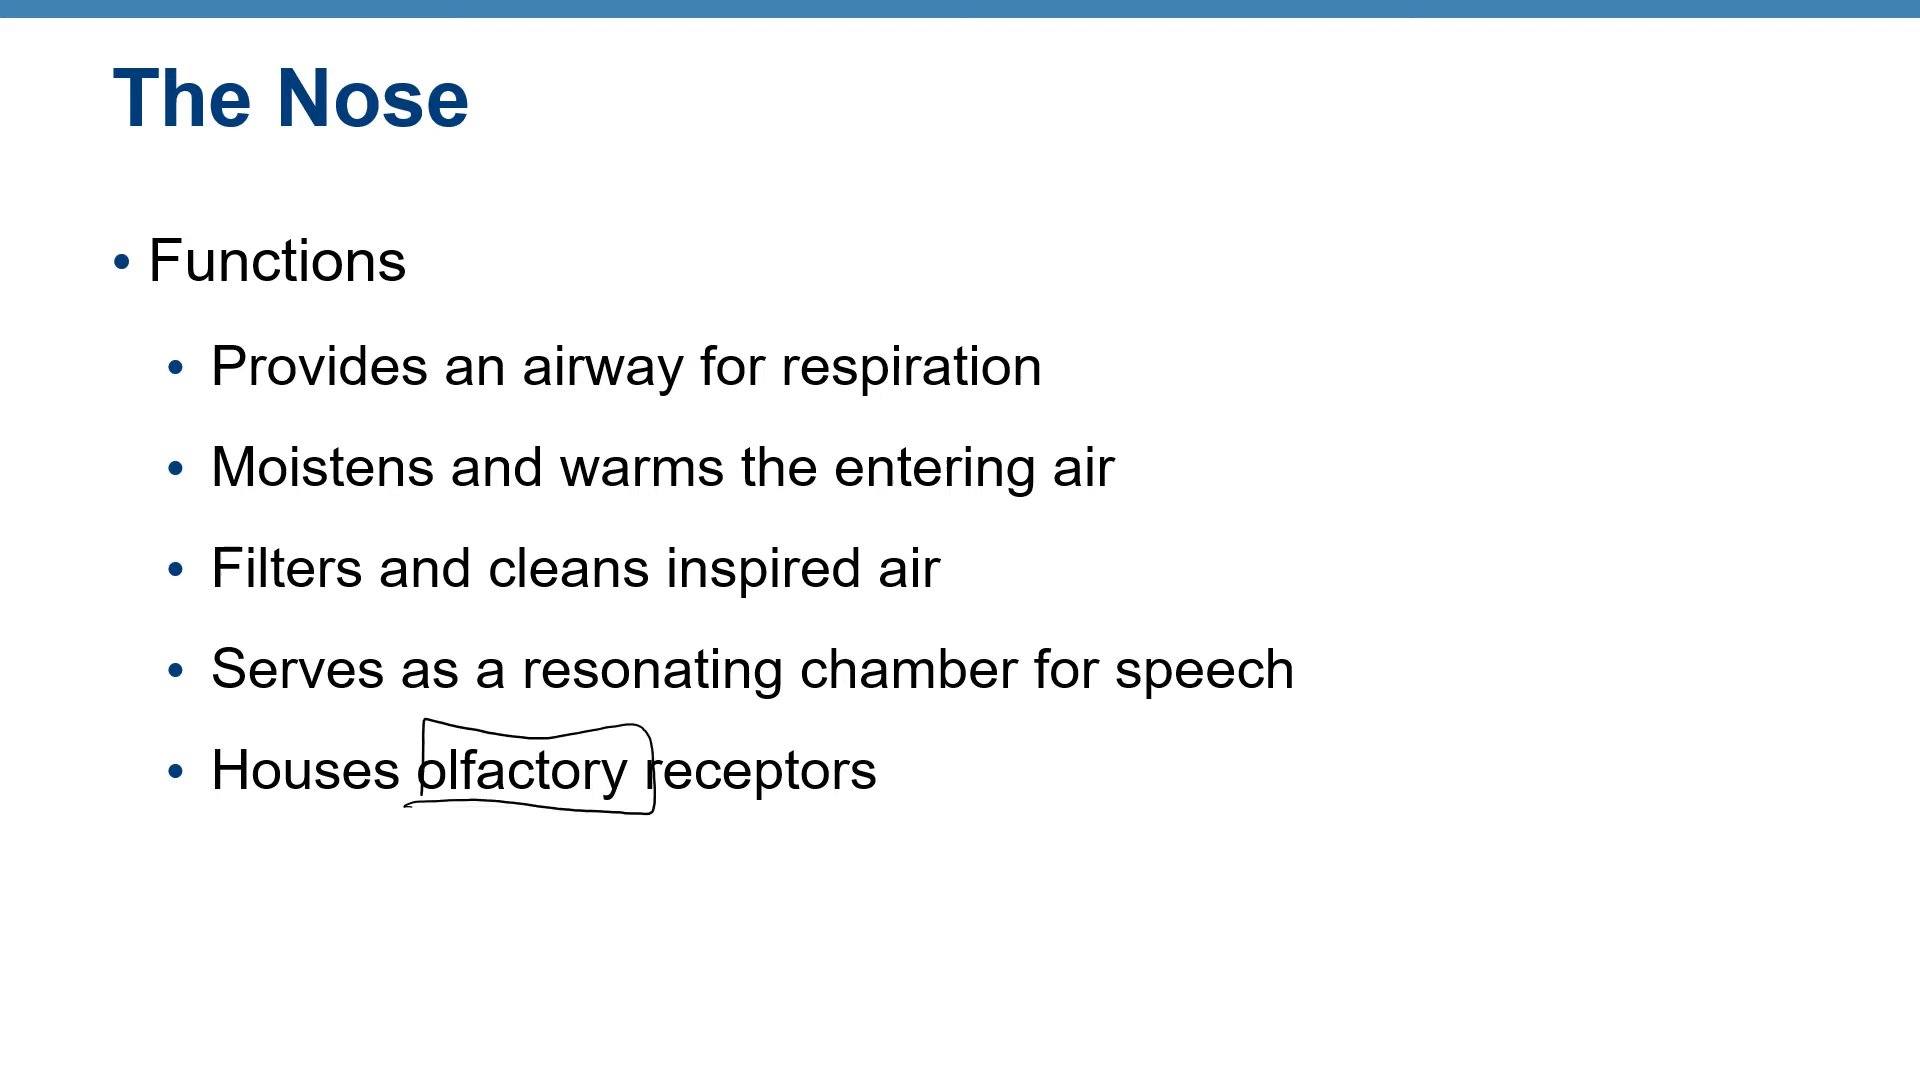 The Nose
• Functions
• Provides an airway for respiration
• Moistens and warms the entering air
• Filters and cleans inspired air
• Serves as a resonating chamber for speech
• Houses olfactory receptors